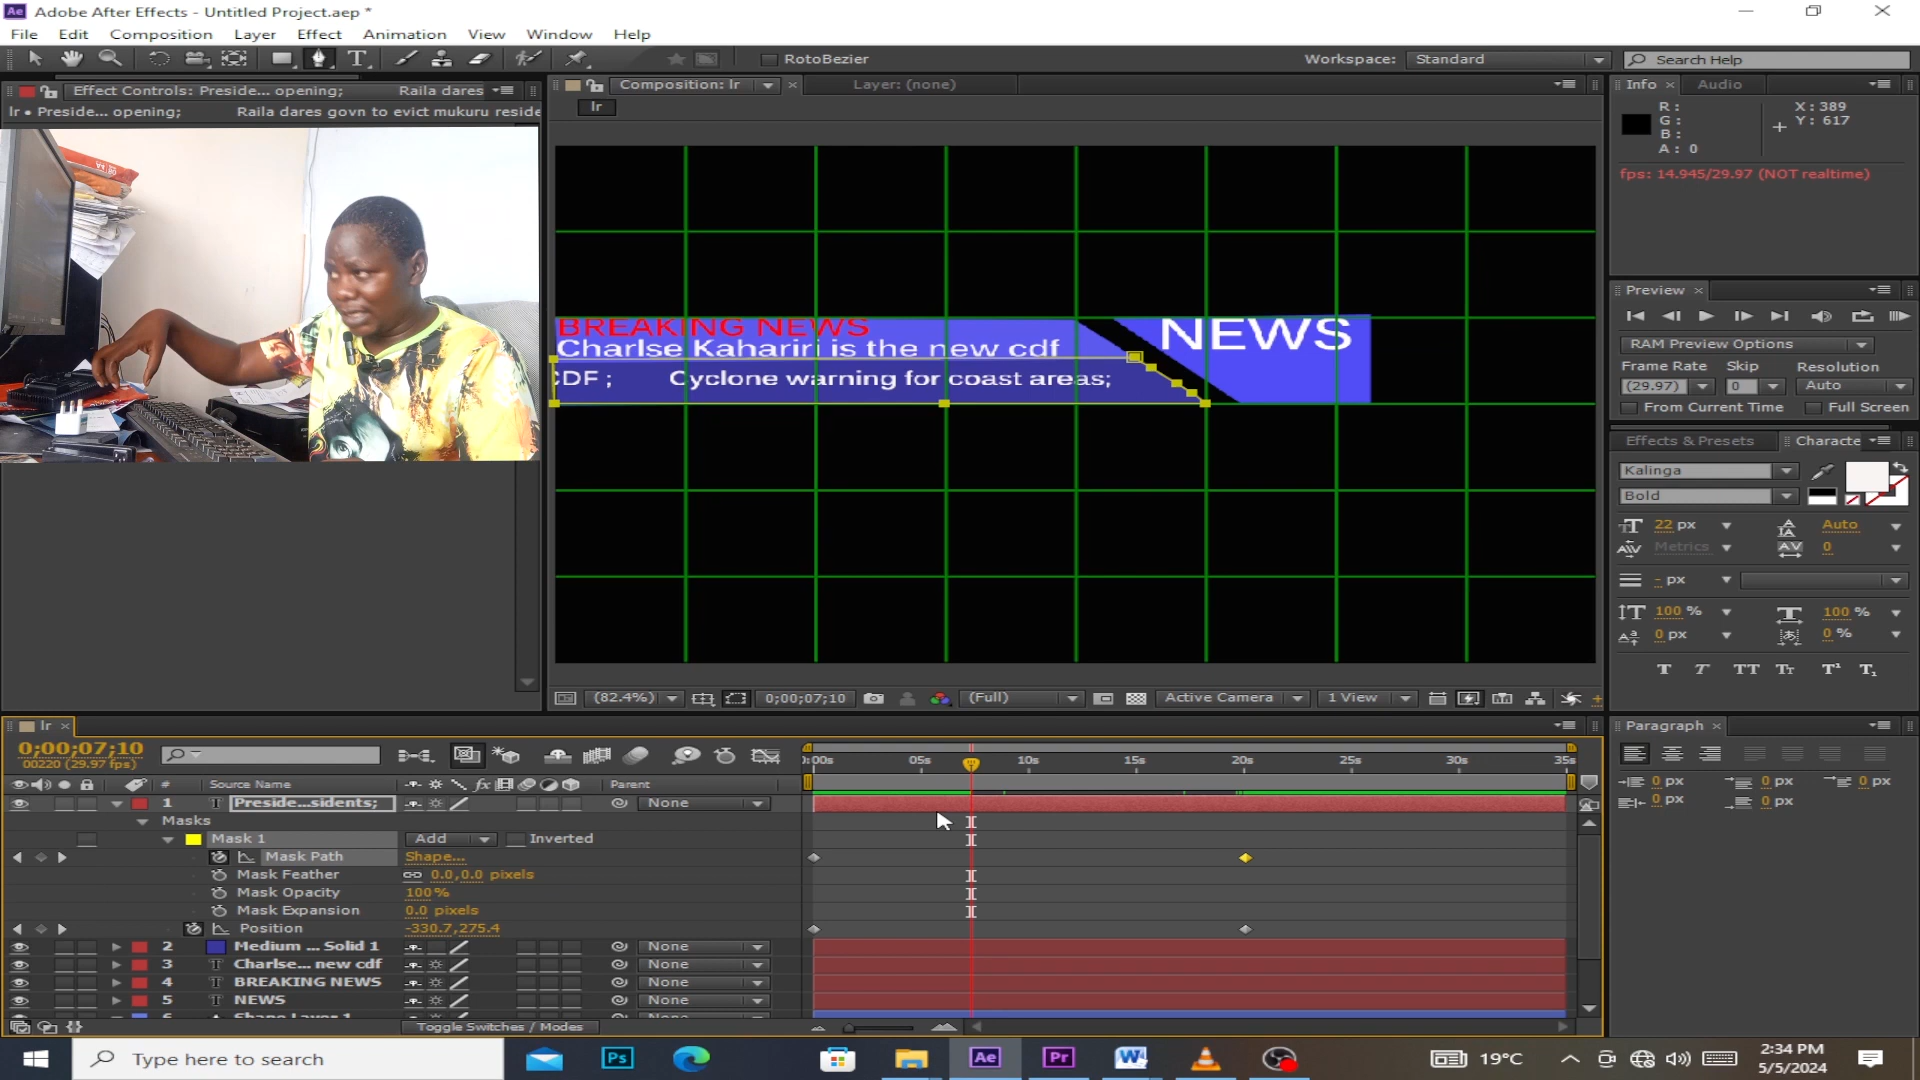 Adobe After Effects - Untitled Project.aep *
File Edit Composition Layer Effect Animation View Window Help
RotoBezier
Workspace: Standard
Search Help
Effect Controls: Preside... opening; Raila dares
Ir • Preside... opening; Raila dares govn to evict mukuru reside
Composition: Ir
Layer: (none)
Ir
BREAKING NEWS
Charlse Kahariri is the new cdf
CDF ; Cyclone warning for coast areas;
NEWS
(82.4%) 0;00;07;10 (Full) Active Camera 1 View
Info Audio
R :
G :
B :
A : 0
X : 389
Y : 617
fps: 14.945/29.97 (NOT realtime)
Preview
RAM Preview Options
Frame Rate Skip Resolution
(29.97) 0 Auto
From Current Time Full Screen
Effects & Presets Characte
Kalinga
Bold
22 px Auto
Metrics 0
- px
100 % 100 %
0 px 0 %
Paragraph
0 px 0 px 0 px
0 px 0 px
Ir
0;00;07;10
00220 (29.97 fps)
# Source Name Parent
1 Preside...sidents; None
Masks
Mask 1 Add Inverted
Mask Path Shape...
Mask Feather 0.0,0.0 pixels
Mask Opacity 100%
Mask Expansion 0.0 pixels
Position -330.7,275.4
2 Medium ... Solid 1 None
3 Charlse... new cdf None
4 BREAKING NEWS None
5 NEWS None
6 Shape Layer 1 None
Toggle Switches / Modes
):00s 05s 10s 15s 20s 25s 30s 35s
Type here to search
19°C
2:34 PM
5/5/2024